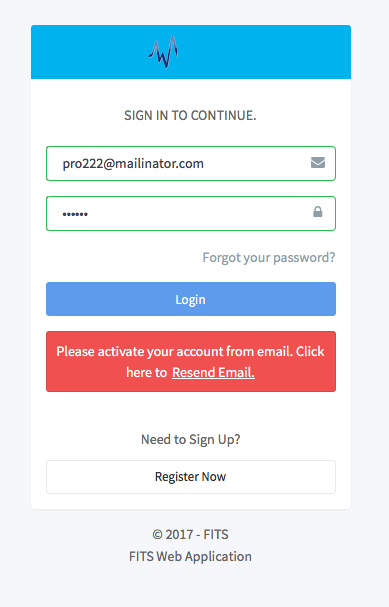 SIGN IN TO CONTINUE.
pro222@mailinator.com
••••••
Forgot your password?
Login
Please activate your account from email. Click
here to Resend Email.
Need to Sign Up?
Register Now
© 2017 - FITS
FITS Web Application